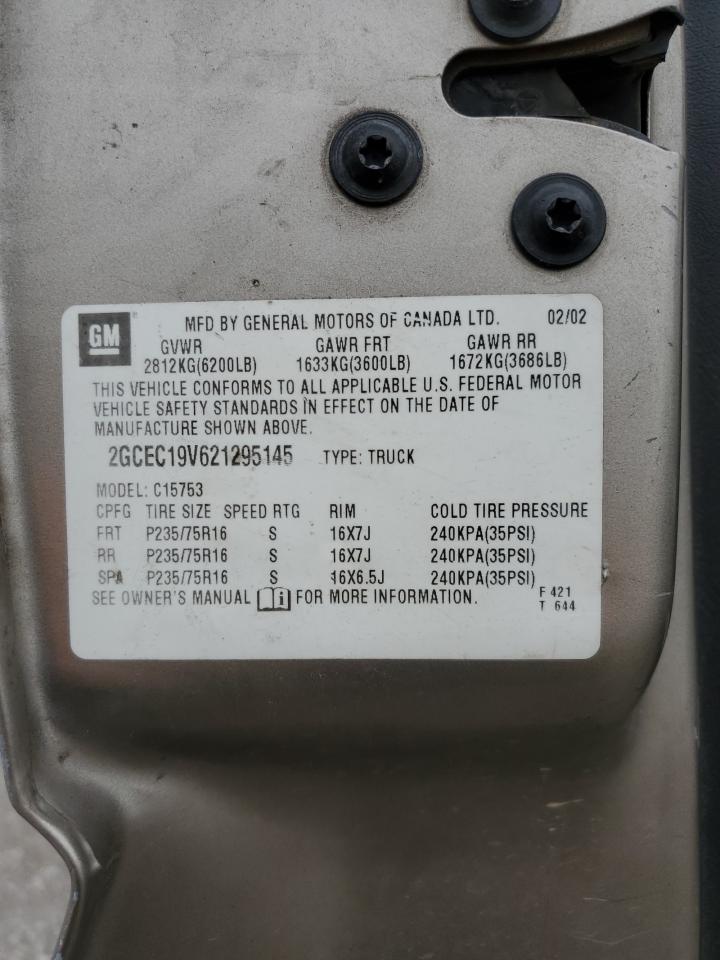 GM
MFD BY GENERAL MOTORS OF CANADA LTD. 02/02
GVWR GAWR FRT GAWR RR
2812KG(6200LB) 1633KG(3600LB) 1672KG(3686LB)
THIS VEHICLE CONFORMS TO ALL APPLICABLE U.S. FEDERAL MOTOR
VEHICLE SAFETY STANDARDS IN EFFECT ON THE DATE OF
MANUFACTURE SHOWN ABOVE.
2GCEC19V621295145 TYPE: TRUCK
MODEL: C15753
CPFG TIRE SIZE SPEED RTG RIM COLD TIRE PRESSURE
FRT P235/75R16 S 16X7J 240KPA(35PSI)
RR P235/75R16 S 16X7J 240KPA(35PSI)
SPA P235/75R16 S 16X6.5J 240KPA(35PSI)
SEE OWNER'S MANUAL i FOR MORE INFORMATION. F 421
T 644